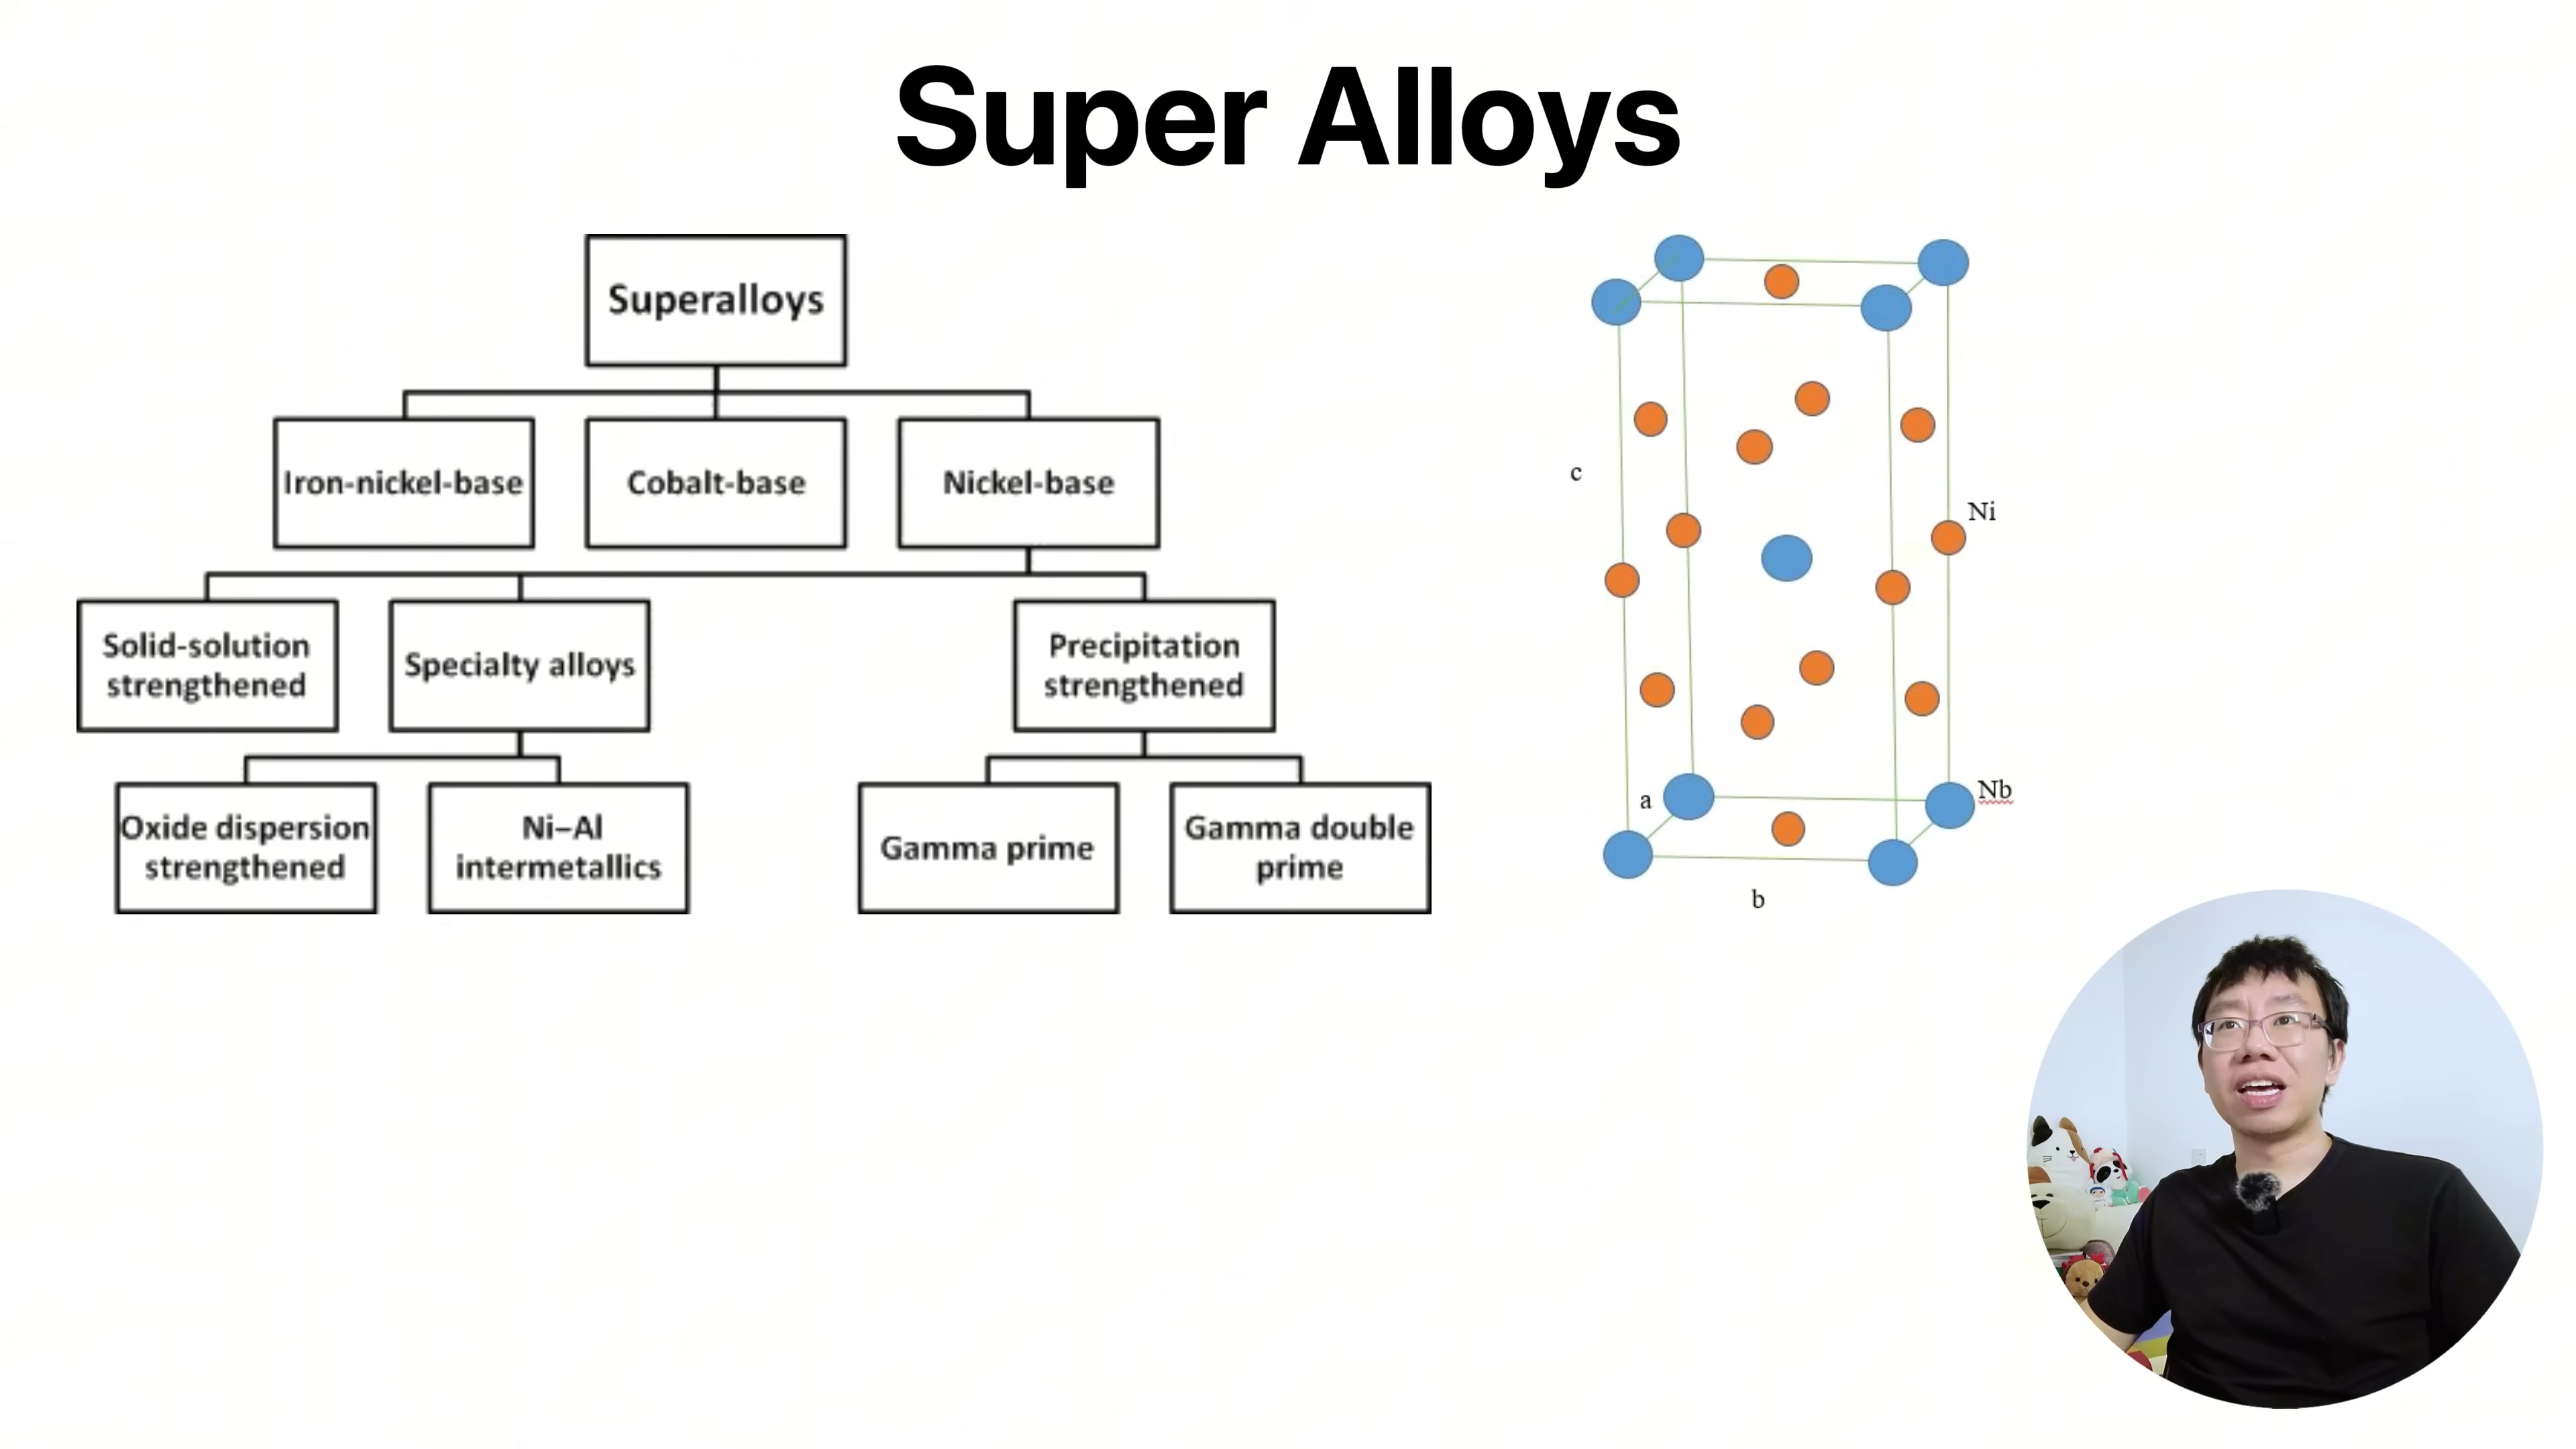 Super Alloys
Superalloys
Iron-nickel-base
Cobalt-base
Nickel-base
Solid-solution
strengthened
Specialty alloys
Precipitation
strengthened
Oxide dispersion
strengthened
Ni–Al
intermetallics
Gamma prime
Gamma double
prime
c
Ni
a
Nb
b